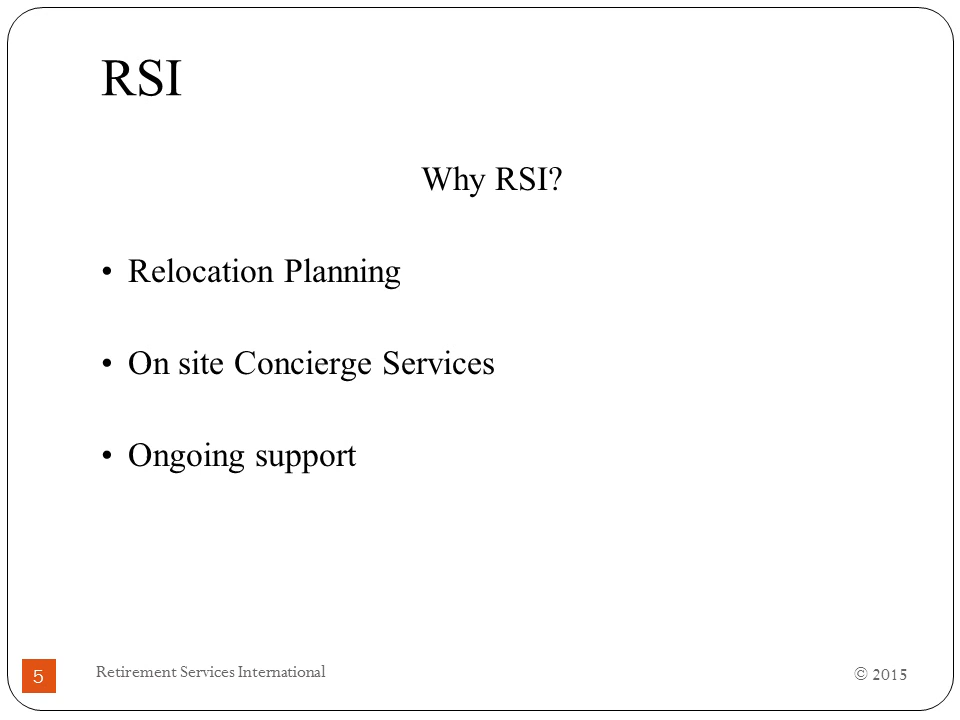 RSI
Why RSI?
• Relocation Planning
• On site Concierge Services
• Ongoing support
5
Retirement Services International
© 2015